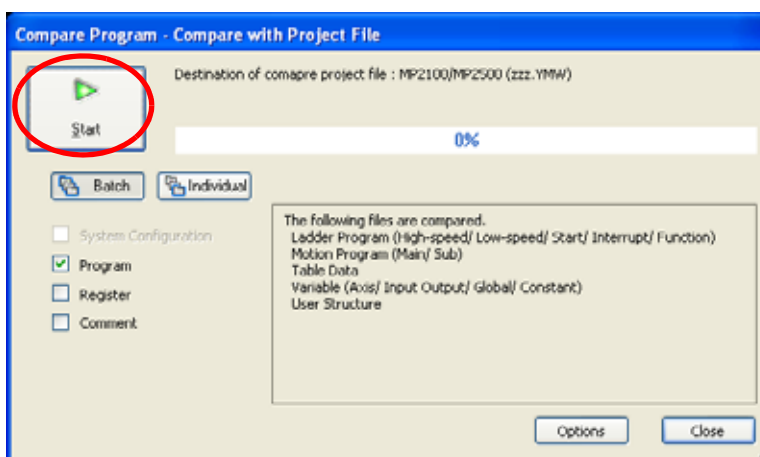 Compare Program - Compare with Project File
Destination of comapre project file : MP2100/MP2500 (zzz.YMW)
Start
0%
Batch
Individual
System Configuration
Program
Register
Comment
The following files are compared.
Ladder Program (High-speed/ Low-speed/ Start/ Interrupt/ Function)
Motion Program (Main/ Sub)
Table Data
Variable (Axis/ Input Output/ Global/ Constant)
User Structure
Options
Close